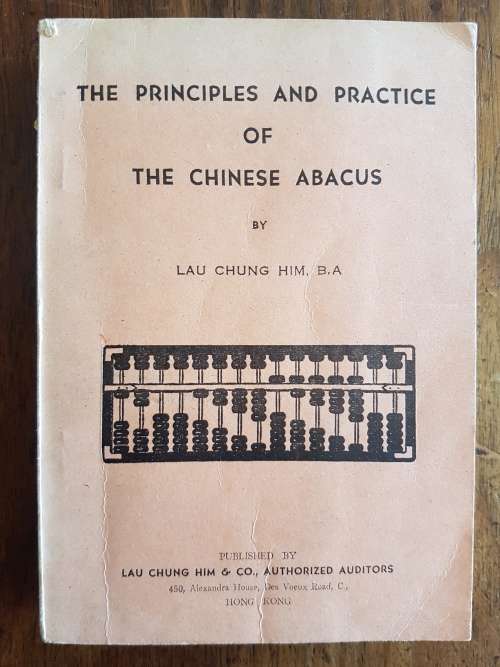 THE PRINCIPLES AND PRACTICE
OF
THE CHINESE ABACUS
BY
LAU CHUNG HIM, B.A
PUBLISHED BY
LAU CHUNG HIM & CO., AUTHORIZED AUDITORS
450, Alexandra House, Des Voeux Road, C.,
HONG KONG